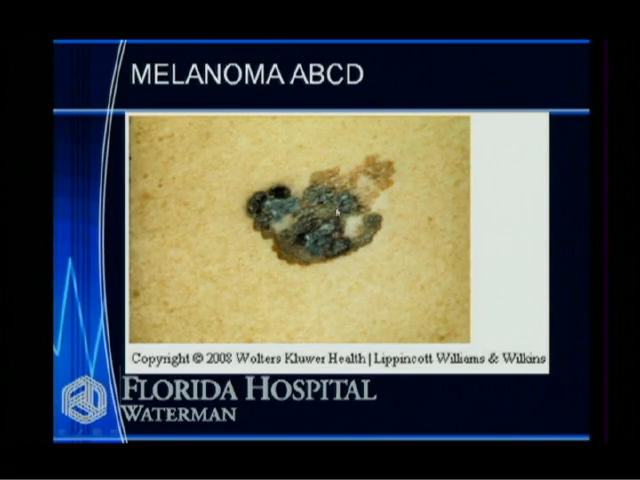 MELANOMA ABCD
Copyright © 2008 Wolters Kluwer Health | Lippincott Williams & Wilkins
FLORIDA HOSPITAL
WATERMAN